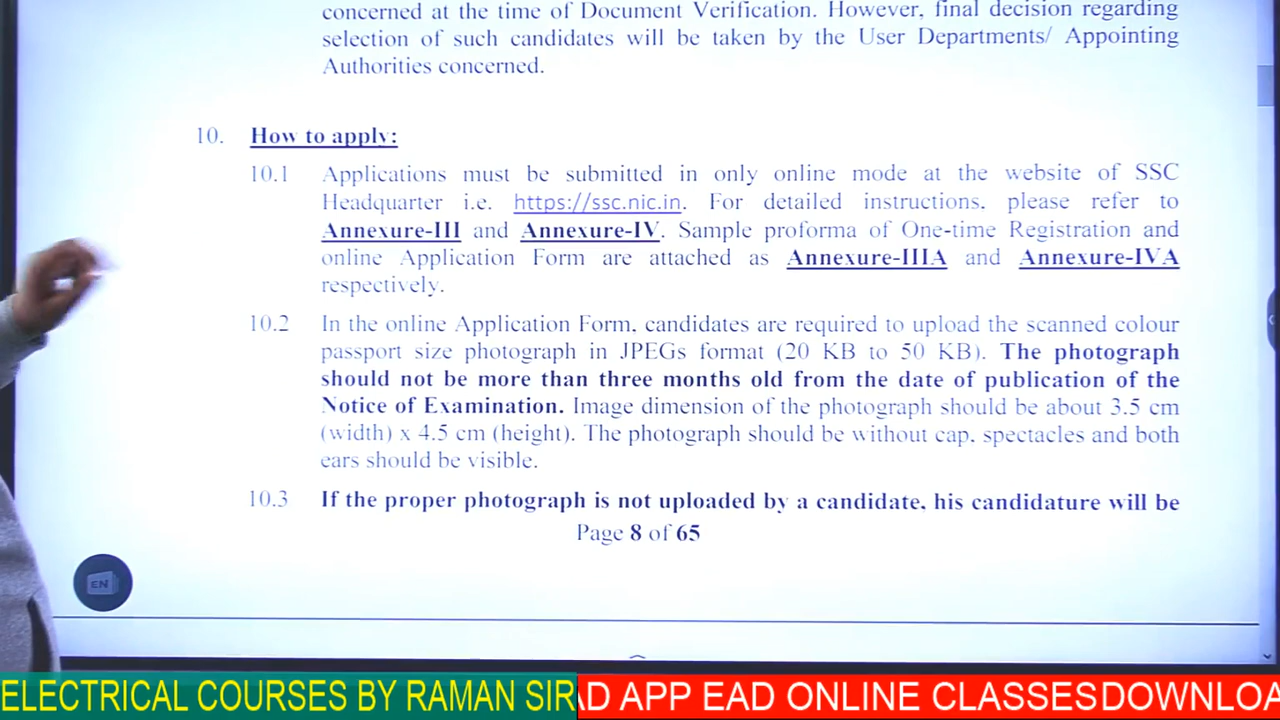 concerned at the time of Document Verification. However, final decision regarding
selection of such candidates will be taken by the User Departments/ Appointing
Authorities concerned.
10. How to apply:
10.1 Applications must be submitted in only online mode at the website of SSC
Headquarter i.e. https://ssc.nic.in. For detailed instructions, please refer to
Annexure-III and Annexure-IV. Sample proforma of One-time Registration and
online Application Form are attached as Annexure-IIIA and Annexure-IVA
respectively.
10.2 In the online Application Form, candidates are required to upload the scanned colour
passport size photograph in JPEGs format (20 KB to 50 KB). The photograph
should not be more than three months old from the date of publication of the
Notice of Examination. Image dimension of the photograph should be about 3.5 cm
(width) x 4.5 cm (height). The photograph should be without cap, spectacles and both
ears should be visible.
10.3 If the proper photograph is not uploaded by a candidate, his candidature will be
Page 8 of 65
EN
ELECTRICAL COURSES BY RAMAN SIR
AD APP EAD ONLINE CLASSES DOWNLOA